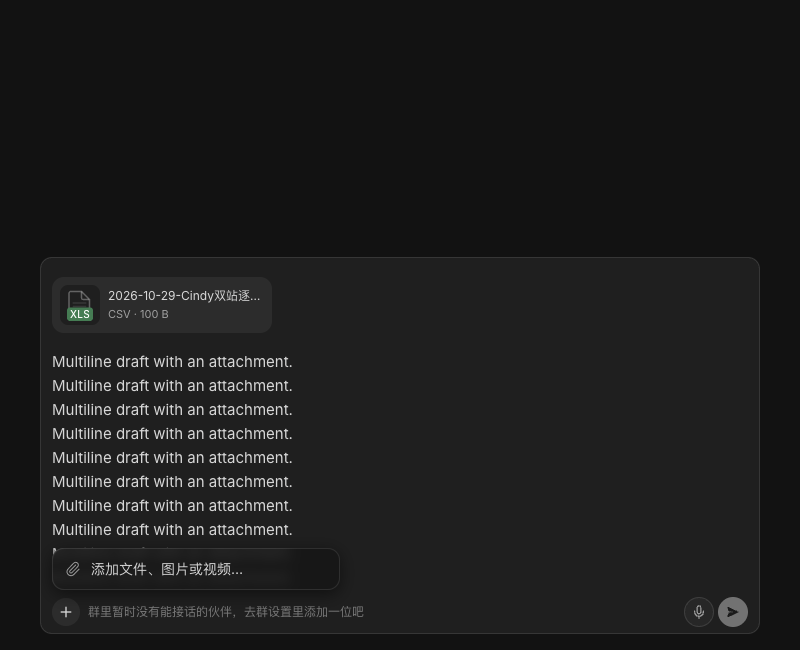 2026-10-29-Cindy双站逐...
XLS
CSV · 100 B
Multiline draft with an attachment.
Multiline draft with an attachment.
Multiline draft with an attachment.
Multiline draft with an attachment.
Multiline draft with an attachment.
Multiline draft with an attachment.
Multiline draft with an attachment.
Multiline draft with an attachment.
添加文件、图片或视频...
群里暂时没有能接话的伙伴，去群设置里添加一位吧